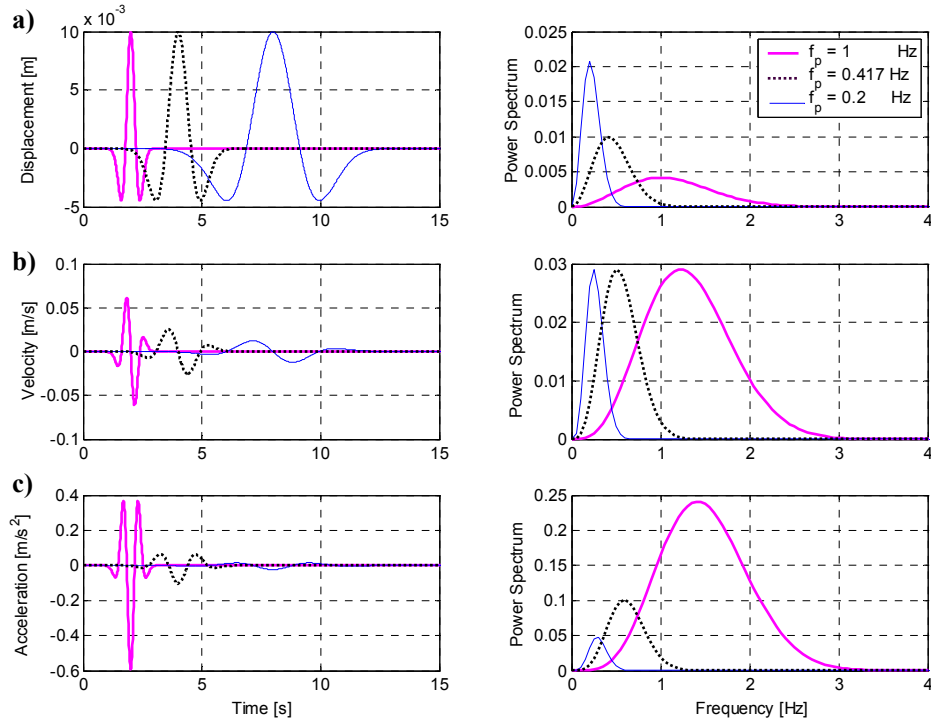 a)
x 10⁻³
10
5
0
-5
0 5 10 15
Displacement [m]
0.025
0.02
0.015
0.01
0.005
0
0 1 2 3 4
Power Spectrum
f_p = 1 Hz
f_p = 0.417 Hz
f_p = 0.2 Hz
b)
0.1
0.05
0
-0.05
-0.1
0 5 10 15
Velocity [m/s]
0.03
0.02
0.01
0.03
0
0 1 2 3 4
Power Spectrum
c)
0.4
0.2
0
-0.2
-0.4
-0.6
0 5 10 15
Acceleration [m/s²]
Time [s]
0.25
0.2
0.15
0.1
0.05
0
0 1 2 3 4
Power Spectrum
Frequency [Hz]